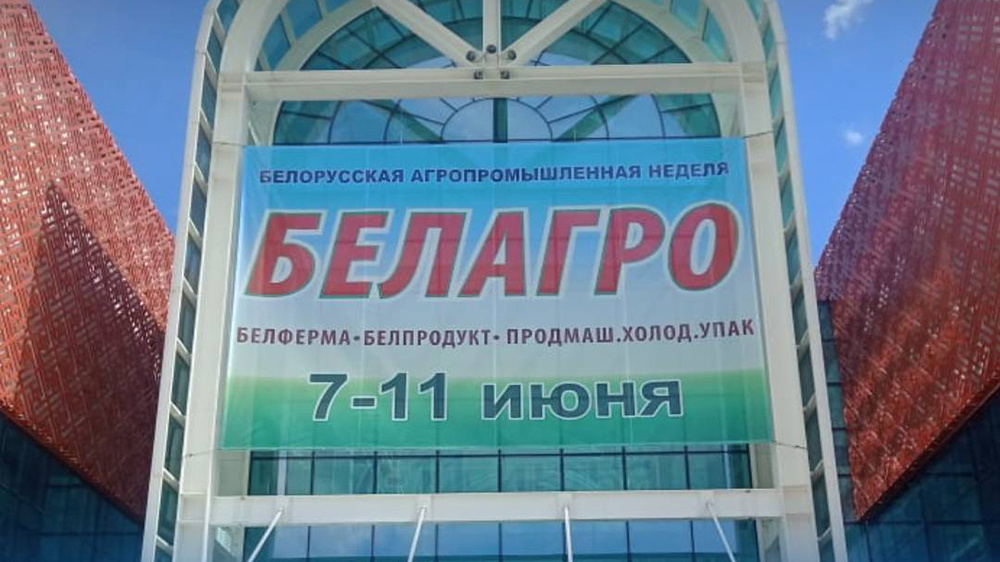 БЕЛОРУССКАЯ АГРОПРОМЫШЛЕННАЯ НЕДЕЛЯ
БЕЛАГРО
БЕЛФЕРМА•БЕЛПРОДУКТ• ПРОДМАШ.ХОЛОД.УПАК
7-11 июня